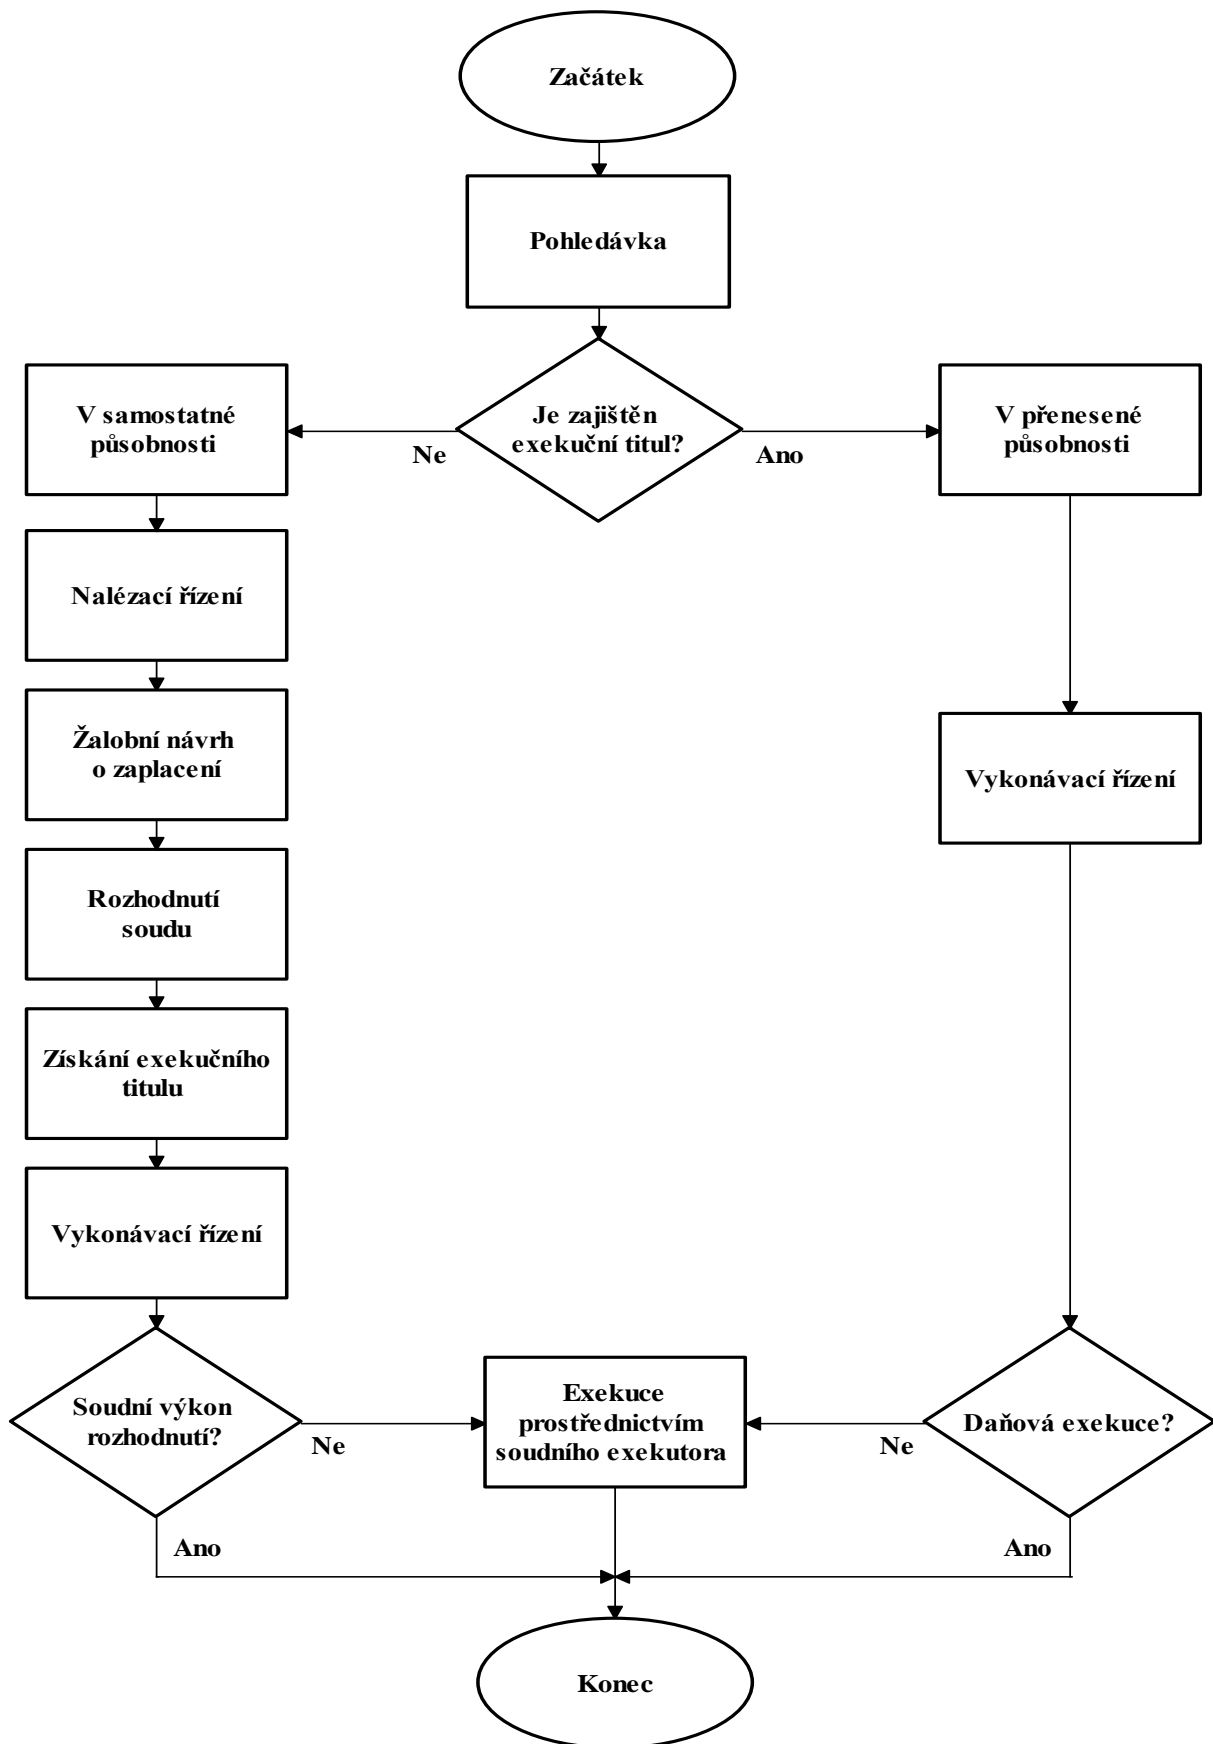 Začátek
Pohledávka
Je zajištěn
exekuční titul?
Ne
Ano
V samostatné
působnosti
V přenesené
působnosti
Nalézací řízení
Žalobní návrh
o zaplacení
Vykonávací řízení
Rozhodnutí
soudu
Získání exekučního
titulu
Vykonávací řízení
Soudní výkon
rozhodnutí?
Ne
Exekuce
prostřednictvím
soudního exekutora
Ne
Daňová exekuce?
Ano
Ano
Konec